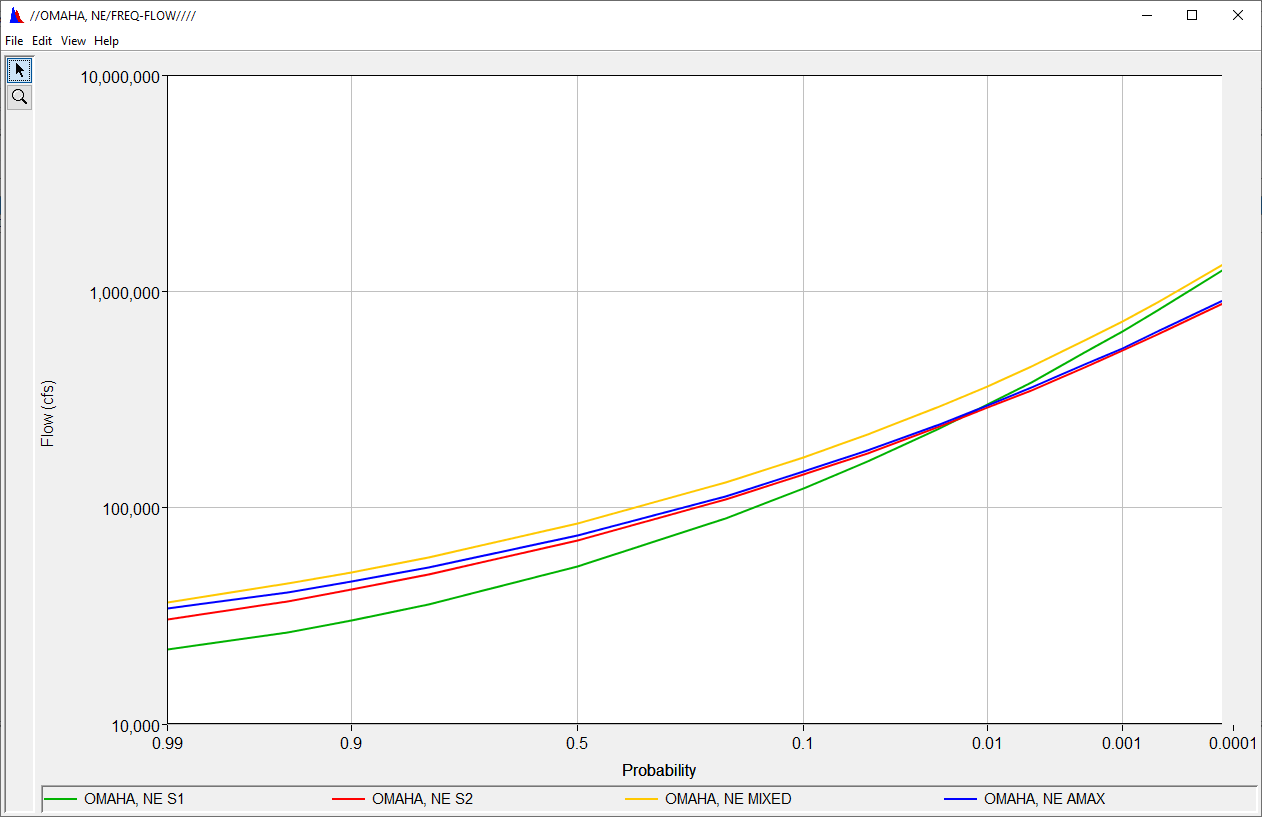 //OMAHA, NE/FREQ-FLOW////
File Edit View Help
10,000,000
1,000,000
100,000
10,000
Flow (cfs)
0.99 0.9 0.5 0.1 0.01 0.001 0.0001
Probability
OMAHA, NE S1 OMAHA, NE S2 OMAHA, NE MIXED OMAHA, NE AMAX